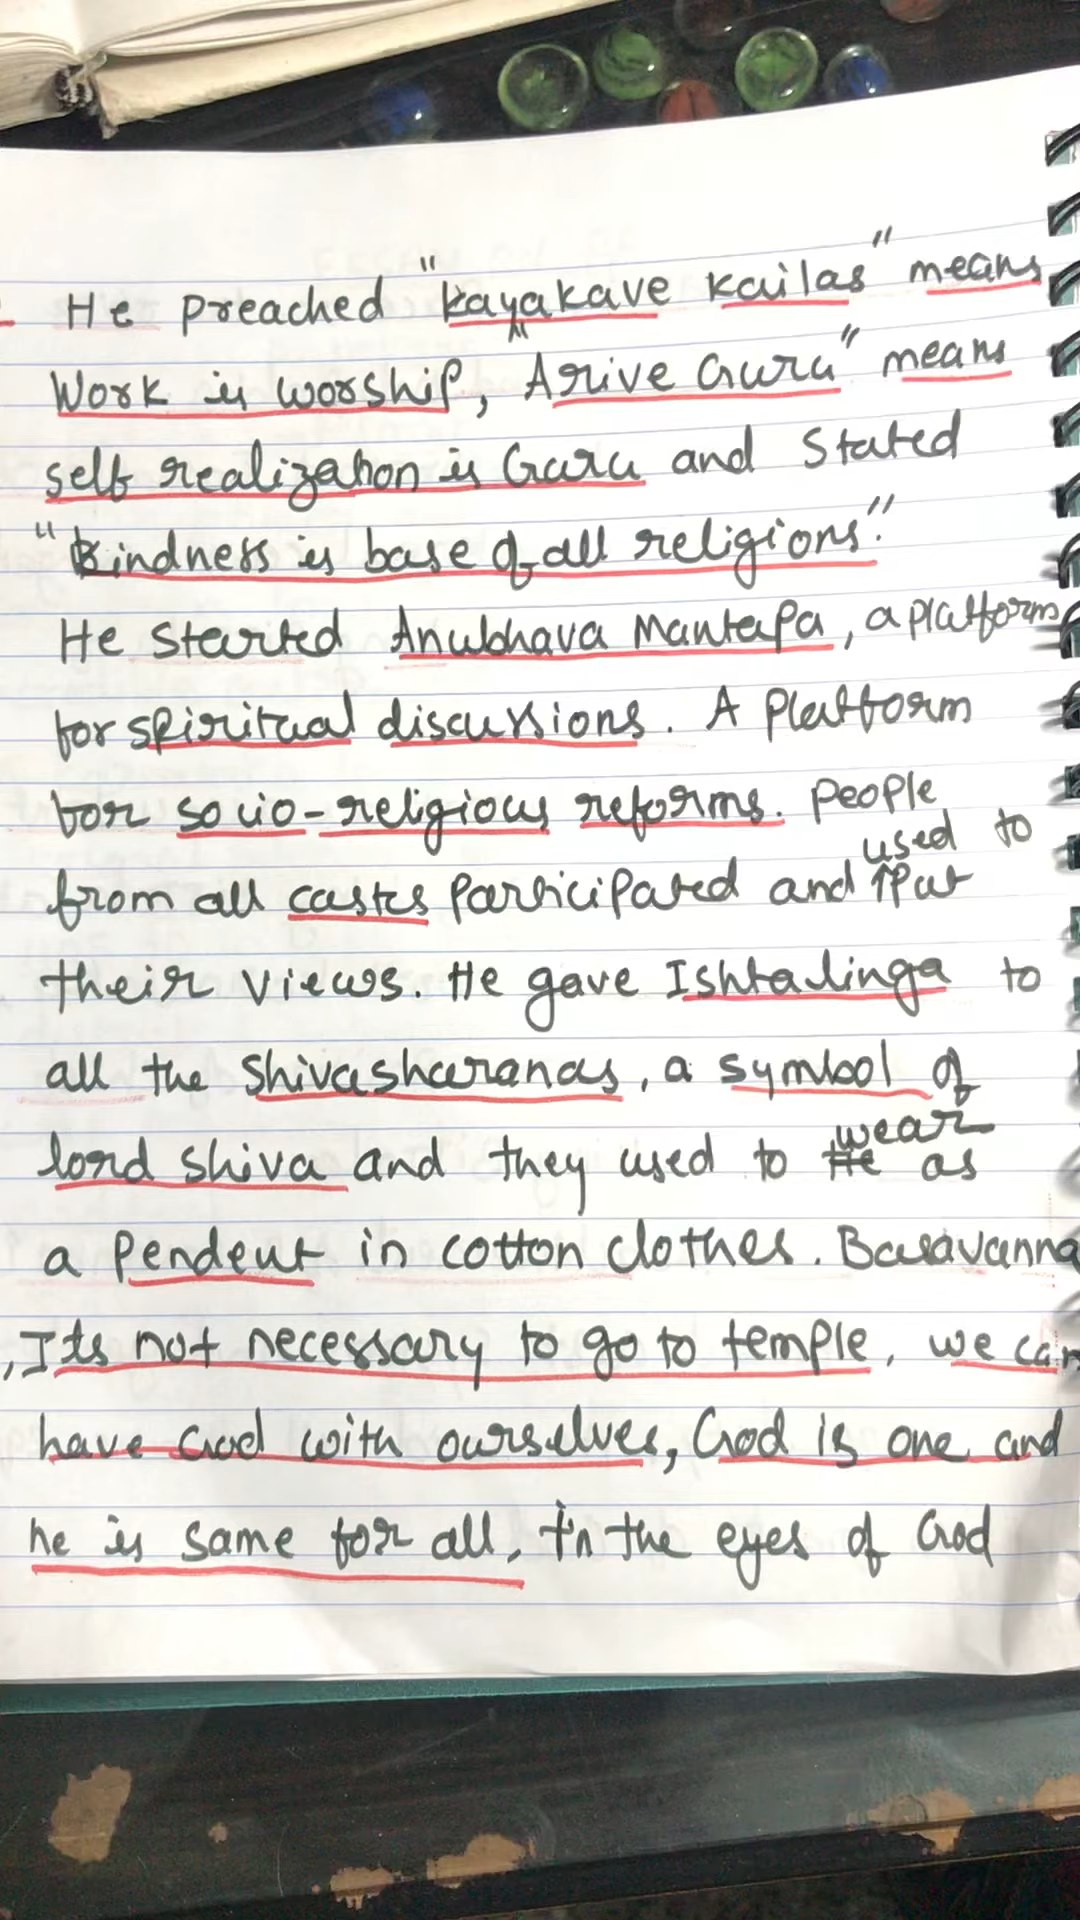 He preached "Kayakave Kailas" means
Work is worship, "Arive Guru" means
self realization is Guru and Stated
"Kindness is base of all religions."
He started Anubhava Mantapa, a platform
for spiritual discussions. A platform
for socio-religious reforms. People
from all castes participated and used to put
their views. He gave Ishtalinga to
all the Shivasharanas, a symbol of
lord Shiva and they used to wear as
a Pendent in cotton clothes. Basavanna
, Its not necessary to go to temple, we can
have God with ourselves, God is one and
he is same for all, in the eyes of God